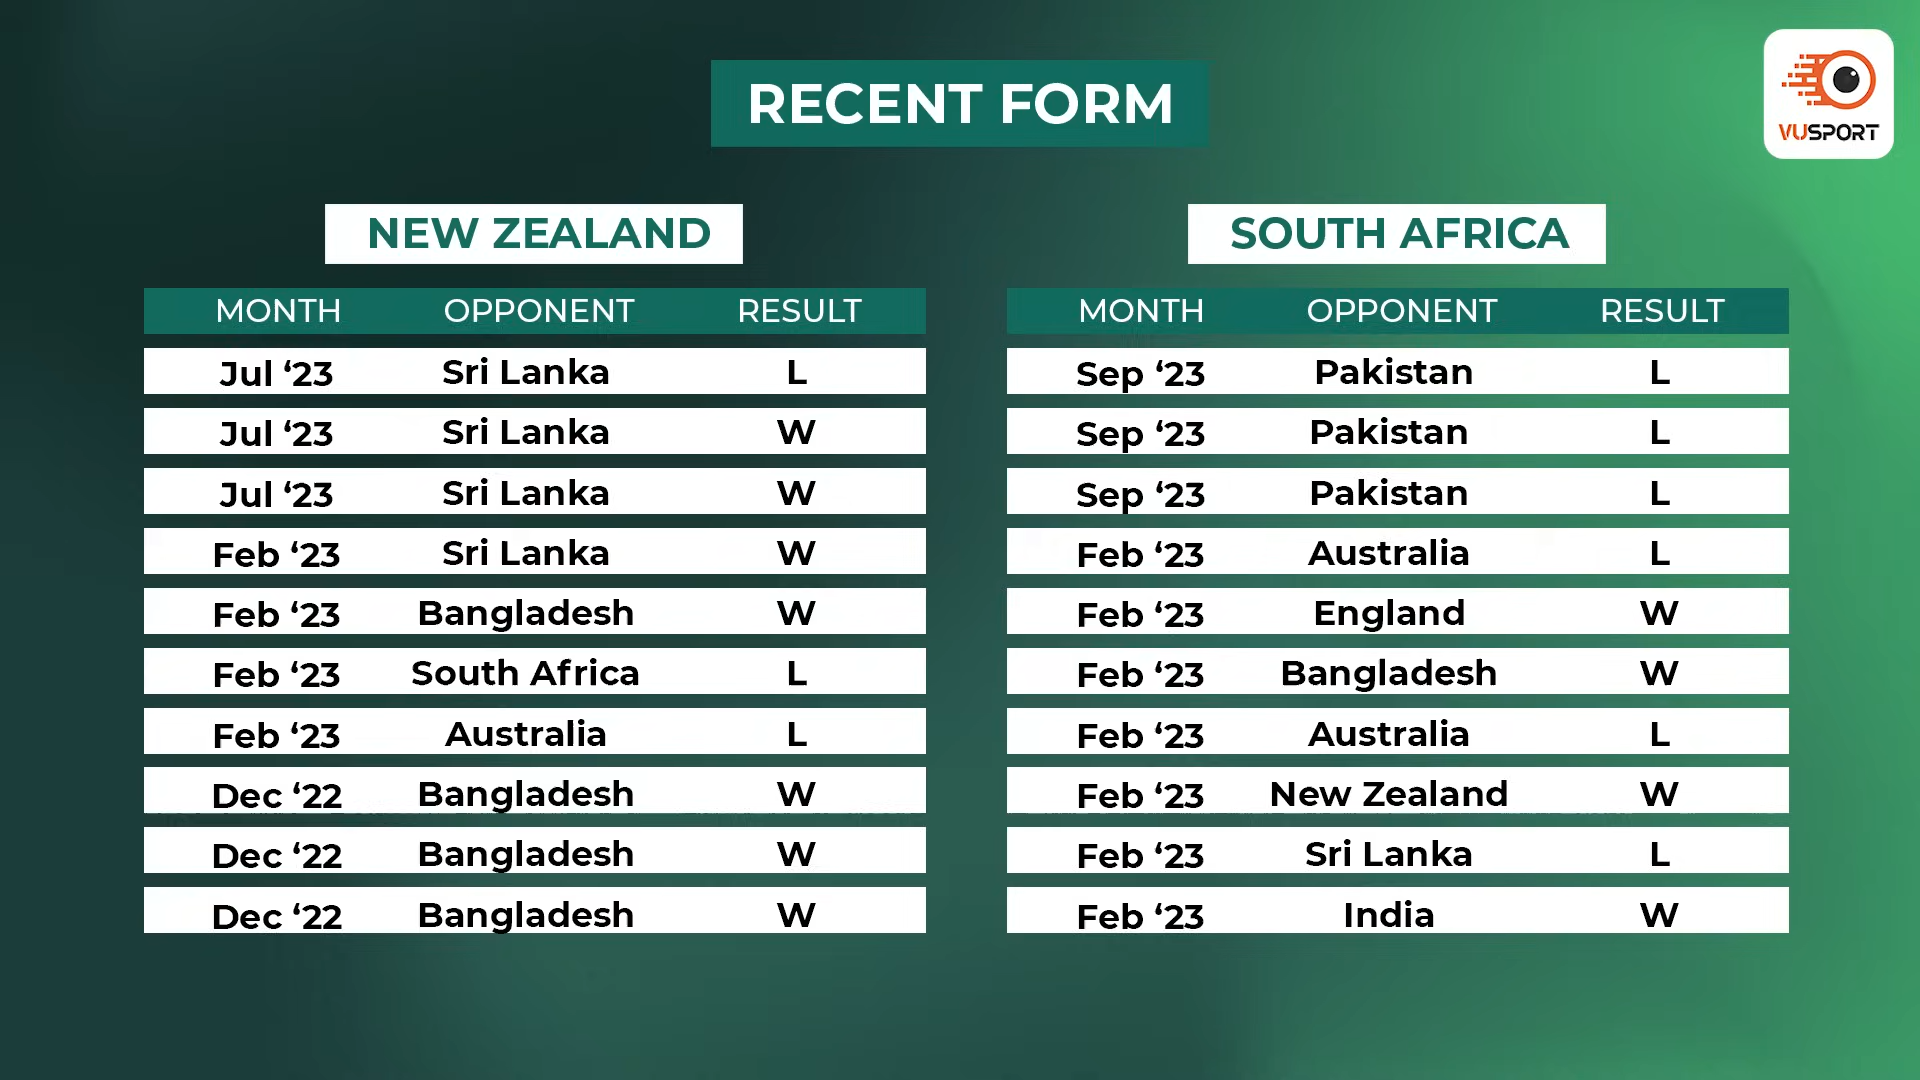 RECENT FORM
VUSPORT
NEW ZEALAND
MONTH OPPONENT RESULT
Jul ‘23 Sri Lanka L
Jul ‘23 Sri Lanka W
Jul ‘23 Sri Lanka W
Feb ‘23 Sri Lanka W
Feb ‘23 Bangladesh W
Feb ‘23 South Africa L
Feb ‘23 Australia L
Dec ‘22 Bangladesh W
Dec ‘22 Bangladesh W
Dec ‘22 Bangladesh W
SOUTH AFRICA
MONTH OPPONENT RESULT
Sep ‘23 Pakistan L
Sep ‘23 Pakistan L
Sep ‘23 Pakistan L
Feb ‘23 Australia L
Feb ‘23 England W
Feb ‘23 Bangladesh W
Feb ‘23 Australia L
Feb ‘23 New Zealand W
Feb ‘23 Sri Lanka L
Feb ‘23 India W